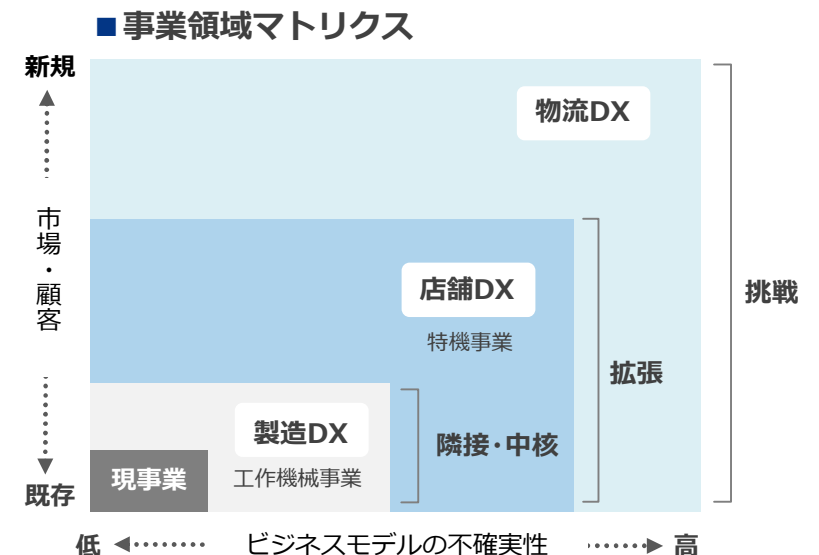 ■事業領域マトリクス
新規
物流DX
市場・顧客
店舗DX
特機事業
挑戦
拡張
製造DX
隣接・中核
工作機械事業
現事業
既存
低
ビジネスモデルの不確実性
高